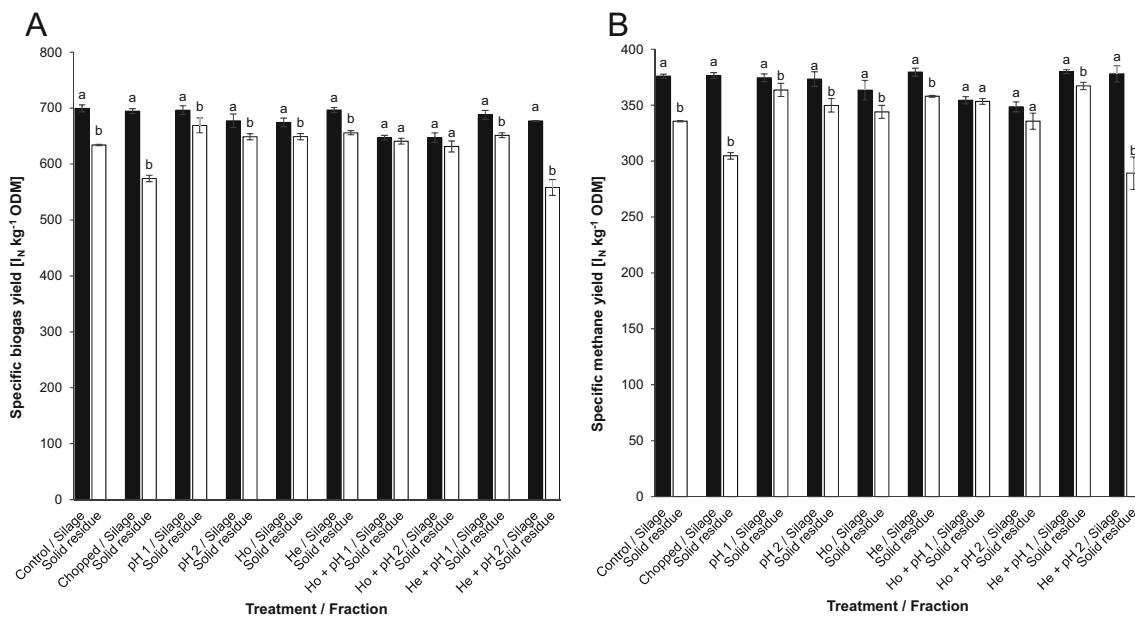 A
Specific biogas yield [lN kg-1 ODM]
800
700
600
500
400
300
200
100
0
a
b
a
b
a
b
a
b
a
b
a
b
a
a
a
a
a
b
a
b
Control / Silage
Solid residue
Chopped / Silage
Solid residue
pH 1 / Silage
Solid residue
pH 2 / Silage
Solid residue
Ho / Silage
Solid residue
He / Silage
Solid residue
Ho + pH 1 / Silage
Solid residue
Ho + pH 2 / Silage
Solid residue
He + pH 1 / Silage
Solid residue
He + pH 2 / Silage
Solid residue
Treatment / Fraction
B
Specific methane yield [lN kg-1 ODM]
400
350
300
250
200
150
100
50
0
a
b
a
b
a
b
a
b
a
b
a
b
a
a
a
a
a
b
a
b
Control / Silage
Solid residue
Chopped / Silage
Solid residue
pH 1 / Silage
Solid residue
pH 2 / Silage
Solid residue
Ho / Silage
Solid residue
He / Silage
Solid residue
Ho + pH 1 / Silage
Solid residue
Ho + pH 2 / Silage
Solid residue
He + pH 1 / Silage
Solid residue
He + pH 2 / Silage
Solid residue
Treatment / Fraction